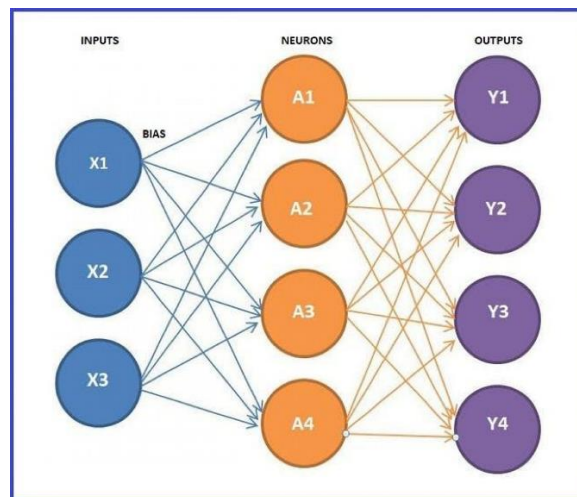 INPUTS
NEURONS
OUTPUTS
BIAS
X1
X2
X3
A1
A2
A3
A4
Y1
Y2
Y3
Y4